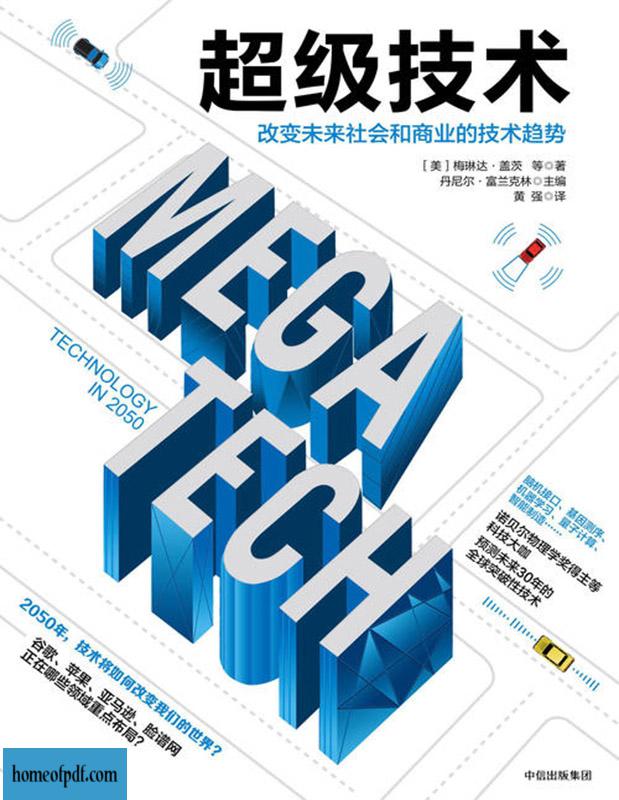 超级技术
改变未来社会和商业的技术趋势
［美］梅琳达·盖茨 等◎著
丹尼尔·富兰克林◎主编
黄强◎译
MEGA
TECH
TECHNOLOGY
IN 2050
脑机接口、基因测序、
机器学习、量子计算、
智能制造……
诺贝尔物理学奖得主等
科技大咖
预测未来30年的
全球突破性技术
2050年，技术将如何改变我们的世界？
谷歌、苹果、亚马逊、脸谱网
正在哪些领域重点布局？
homeofpdf.com
中信出版集团